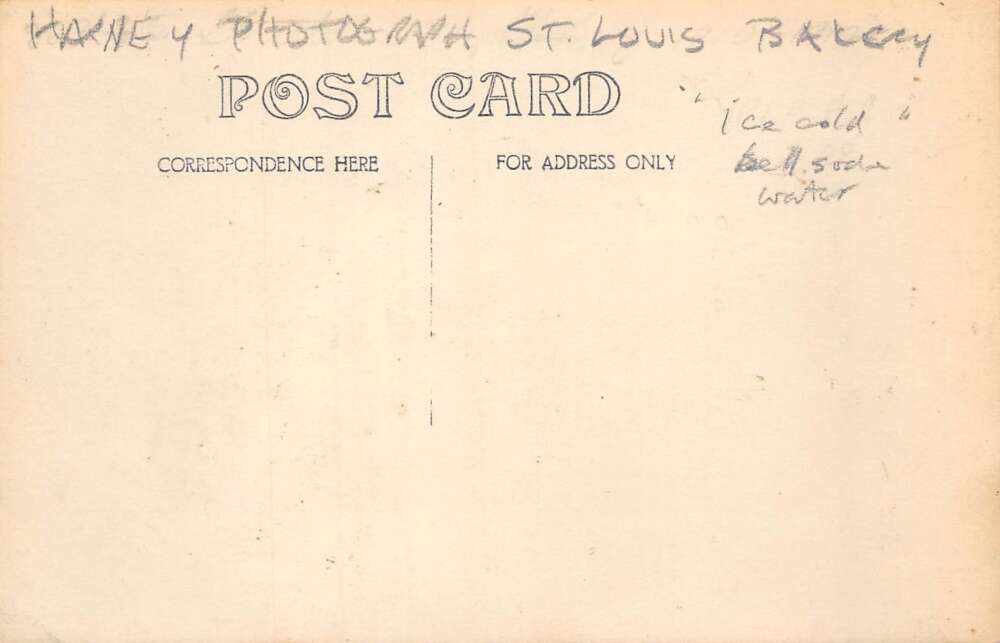 HARNEY PHOTOGRAPH ST. LOUIS BAKERY
POST CARD
"Ice cold"
bell soda
water
CORRESPONDENCE HERE
FOR ADDRESS ONLY